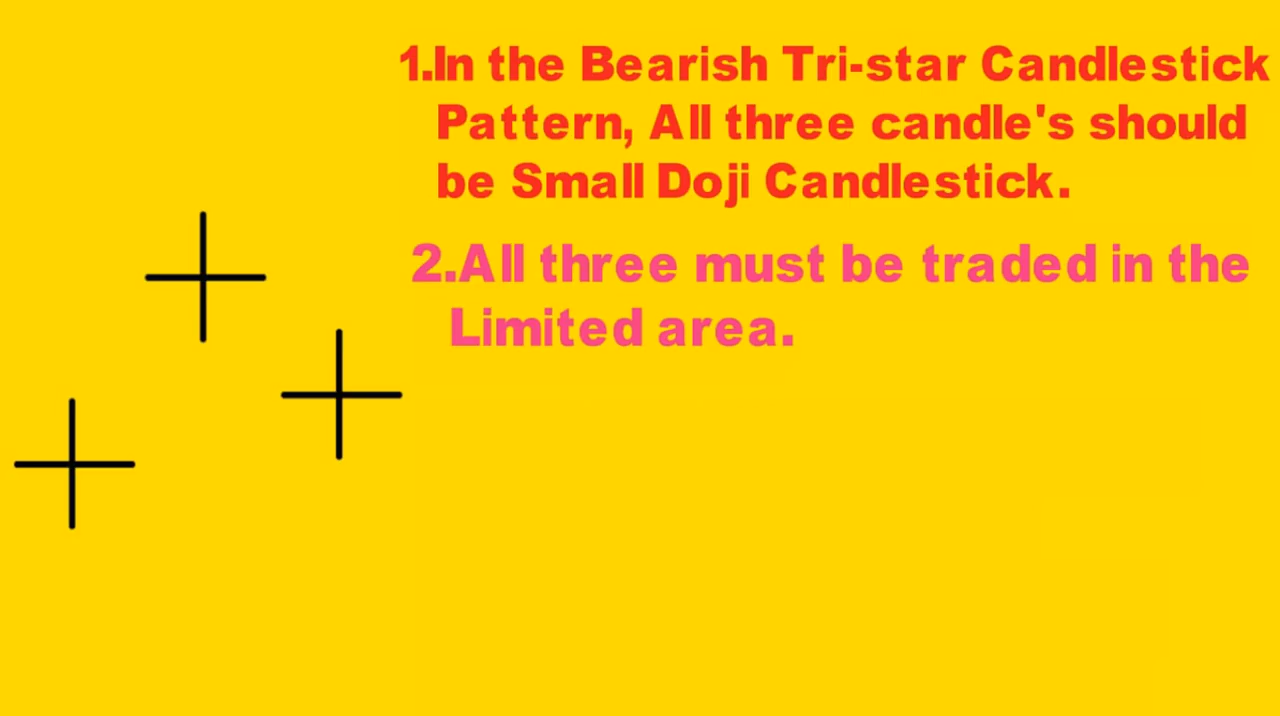 1.In the Bearish Tri-star Candlestick
Pattern, All three candle's should
be Small Doji Candlestick.
2.All three must be traded in the
Limited area.